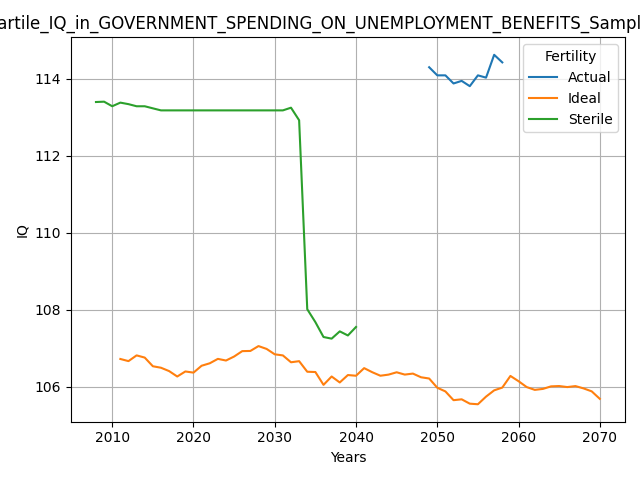 artile_IQ_in_GOVERNMENT_SPENDING_ON_UNEMPLOYMENT_BENEFITS_Sampl
Fertility
Actual
Ideal
Sterile
IQ
114
112
110
108
106
2010 2020 2030 2040 2050 2060 2070
Years